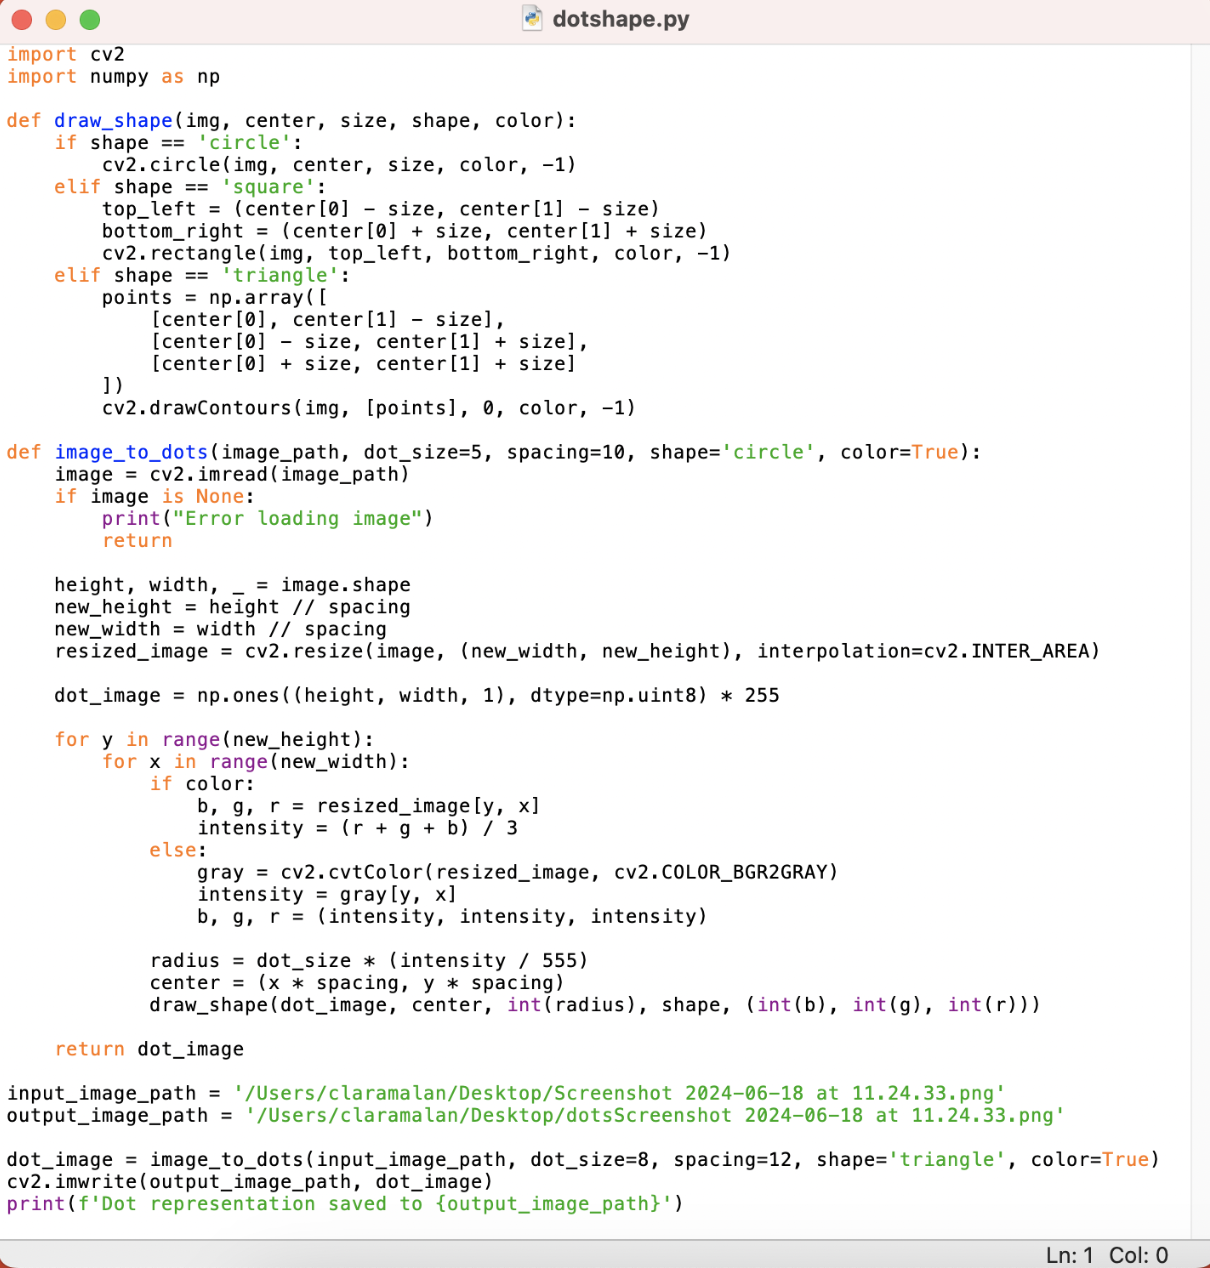 dotshape.py
import cv2
import numpy as np

def draw_shape(img, center, size, shape, color):
    if shape == 'circle':
        cv2.circle(img, center, size, color, -1)
    elif shape == 'square':
        top_left = (center[0] - size, center[1] - size)
        bottom_right = (center[0] + size, center[1] + size)
        cv2.rectangle(img, top_left, bottom_right, color, -1)
    elif shape == 'triangle':
        points = np.array([
            [center[0], center[1] - size],
            [center[0] - size, center[1] + size],
            [center[0] + size, center[1] + size]
        ])
        cv2.drawContours(img, [points], 0, color, -1)

def image_to_dots(image_path, dot_size=5, spacing=10, shape='circle', color=True):
    image = cv2.imread(image_path)
    if image is None:
        print("Error loading image")
        return

    height, width, _ = image.shape
    new_height = height // spacing
    new_width = width // spacing
    resized_image = cv2.resize(image, (new_width, new_height), interpolation=cv2.INTER_AREA)

    dot_image = np.ones((height, width, 1), dtype=np.uint8) * 255

    for y in range(new_height):
        for x in range(new_width):
            if color:
                b, g, r = resized_image[y, x]
                intensity = (r + g + b) / 3
            else:
                gray = cv2.cvtColor(resized_image, cv2.COLOR_BGR2GRAY)
                intensity = gray[y, x]
                b, g, r = (intensity, intensity, intensity)

            radius = dot_size * (intensity / 555)
            center = (x * spacing, y * spacing)
            draw_shape(dot_image, center, int(radius), shape, (int(b), int(g), int(r)))

    return dot_image

input_image_path = '/Users/claramalan/Desktop/Screenshot 2024-06-18 at 11.24.33.png'
output_image_path = '/Users/claramalan/Desktop/dotsScreenshot 2024-06-18 at 11.24.33.png'

dot_image = image_to_dots(input_image_path, dot_size=8, spacing=12, shape='triangle', color=True)
cv2.imwrite(output_image_path, dot_image)
print(f'Dot representation saved to {output_image_path}')
Ln: 1 Col: 0